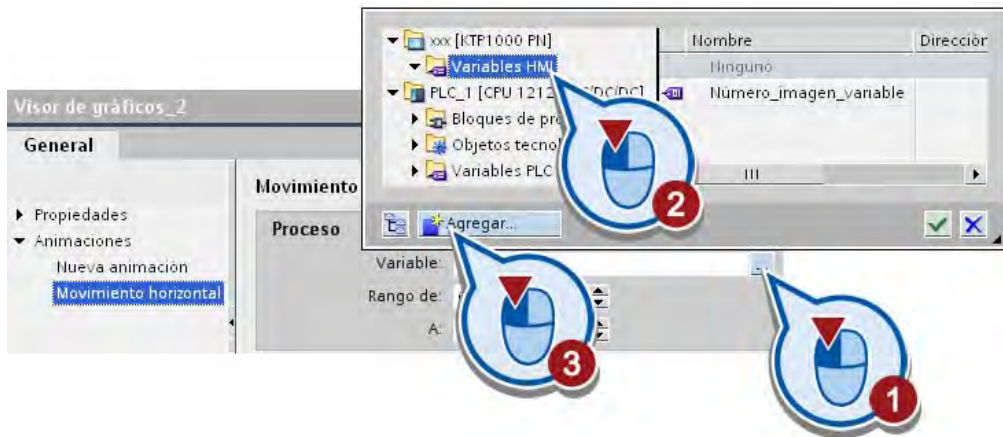 xxx [KTP1000 PN]
Variables HMI
PLC_1 [CPU 1212
/DC/DC]
Bloques de
Objetos tecnol
Variables PLC
Nombre
Dirección
Ninguno
Número_imagen_variable
III
Agregar...
Visor de gráficos_2
General
Propiedades
Animaciones
Nueva animación
Movimiento horizontal
Movimiento
Proceso
Variable:
Rango de:
A:
...
1
2
3